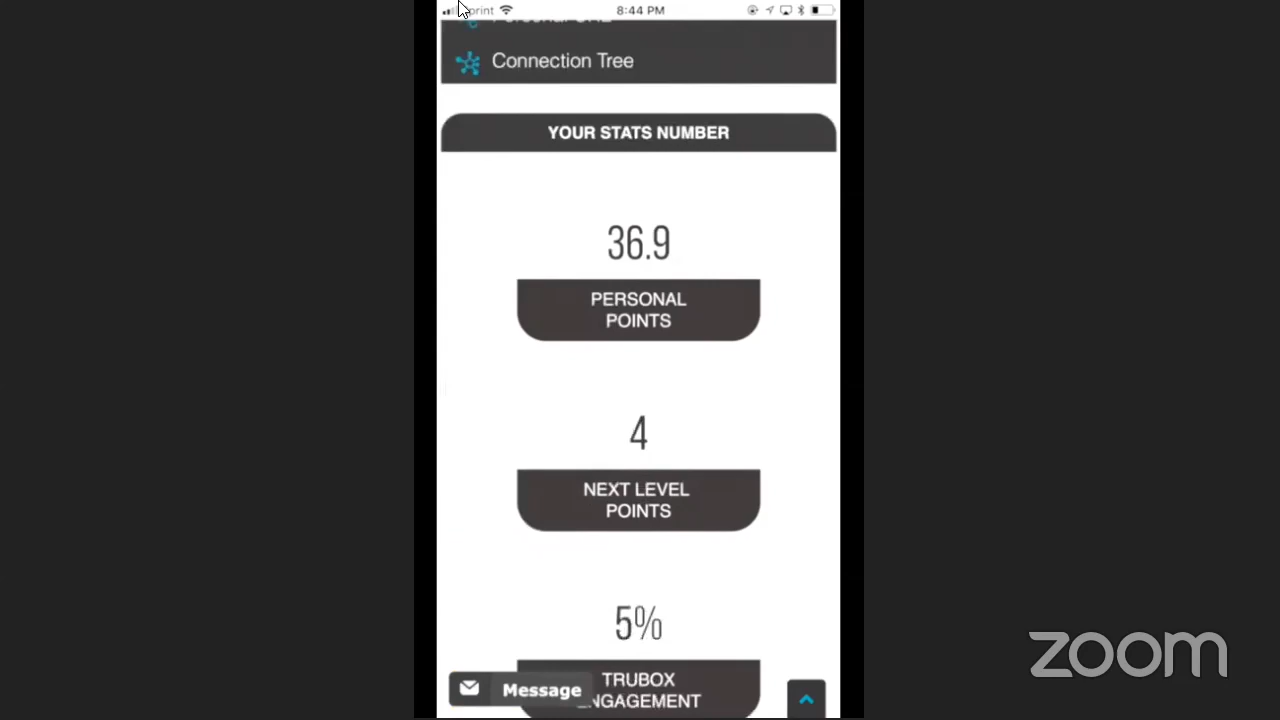 8:44 PM
Connection Tree
YOUR STATS NUMBER
36.9
PERSONAL
POINTS
4
NEXT LEVEL
POINTS
5%
TRUBOX
ENGAGEMENT
Message
zoom